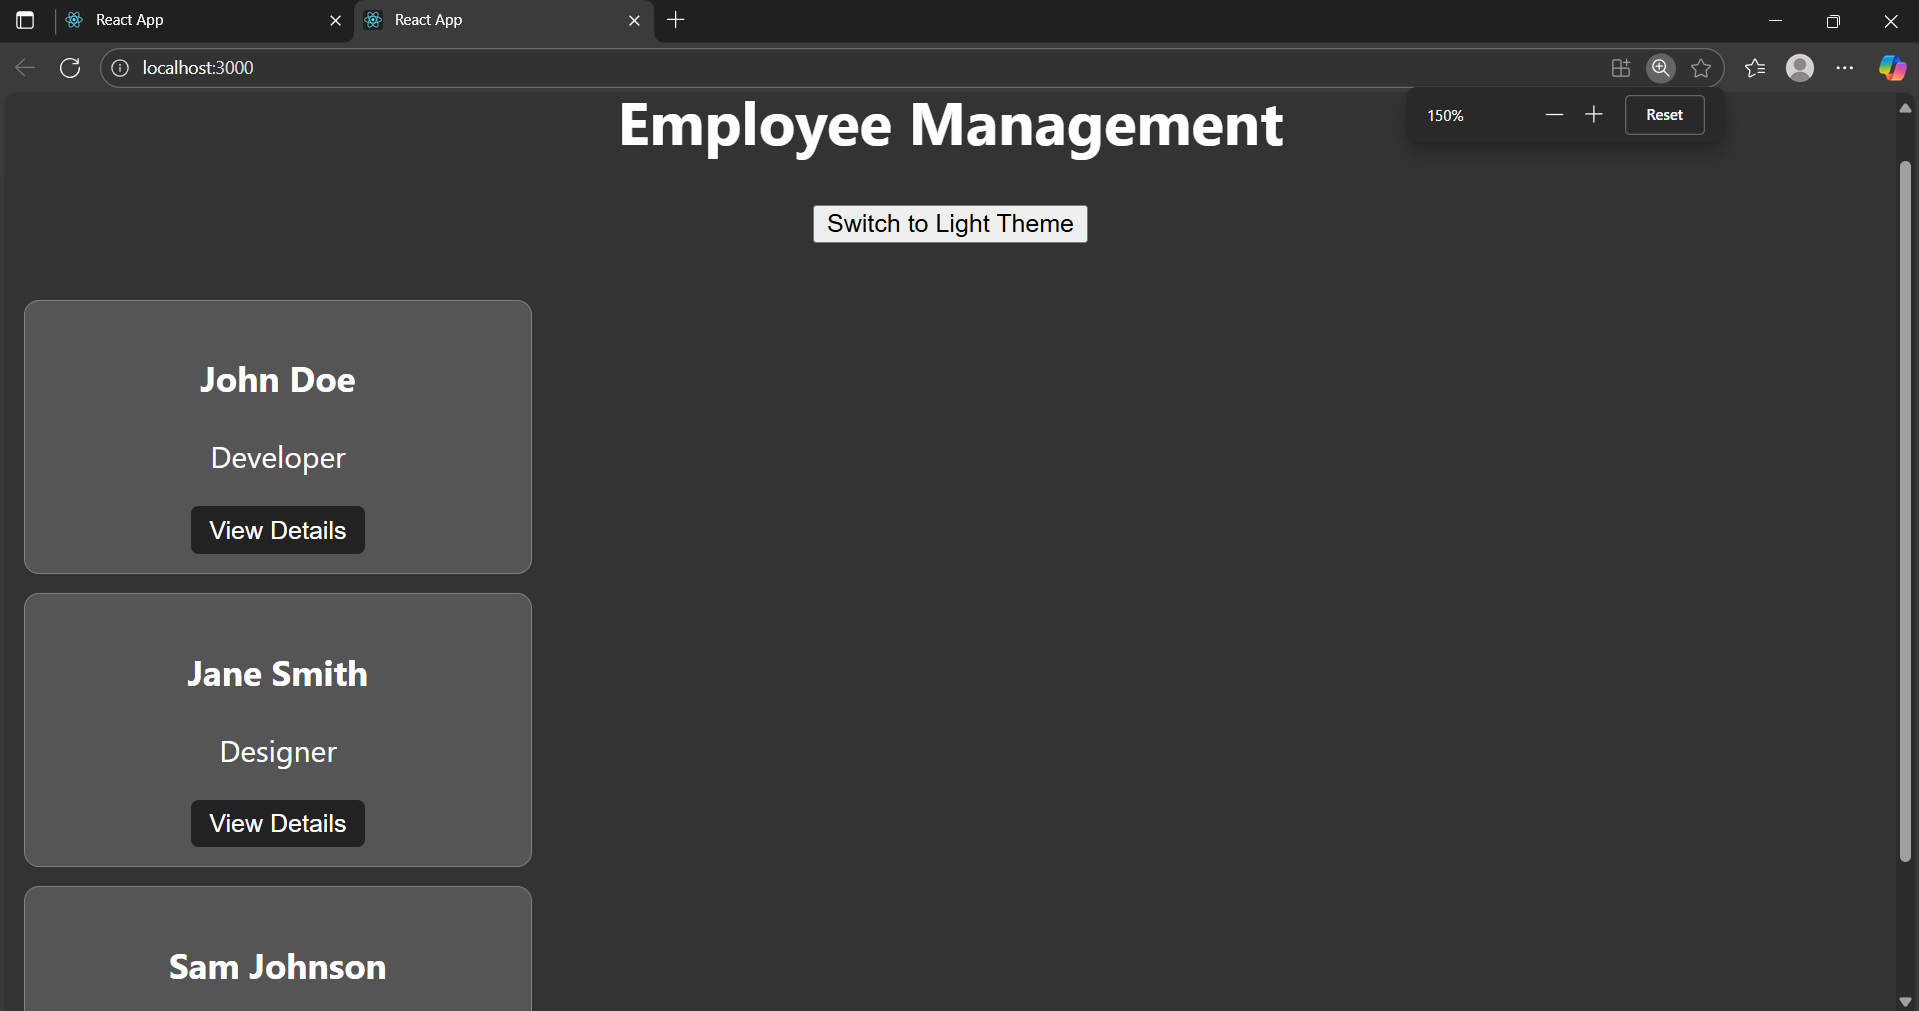 React App
React App
localhost:3000
150%
Reset
Employee Management
Switch to Light Theme
John Doe
Developer
View Details
Jane Smith
Designer
View Details
Sam Johnson